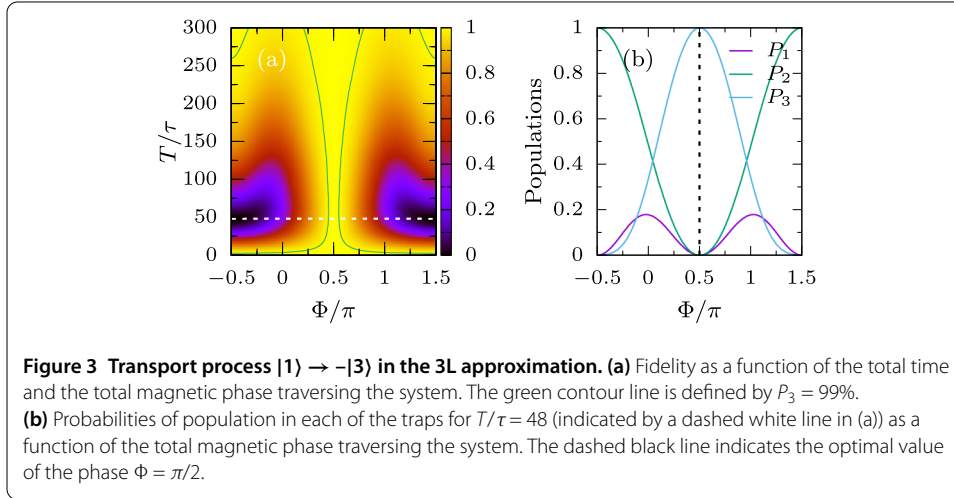 300
250
200
150
100
50
0
T/τ
(a)
−0.5 0 0.5 1 1.5
Φ/π
1
0.8
0.6
0.4
0.2
0
1
0.8
0.6
0.4
0.2
0
Populations
(b)
P1
P2
P3
−0.5 0 0.5 1 1.5
Φ/π
Figure 3 Transport process |1⟩ → –|3⟩ in the 3L approximation. (a) Fidelity as a function of the total time
and the total magnetic phase traversing the system. The green contour line is defined by P3 = 99%.
(b) Probabilities of population in each of the traps for T/τ = 48 (indicated by a dashed white line in (a)) as a
function of the total magnetic phase traversing the system. The dashed black line indicates the optimal value
of the phase Φ = π/2.